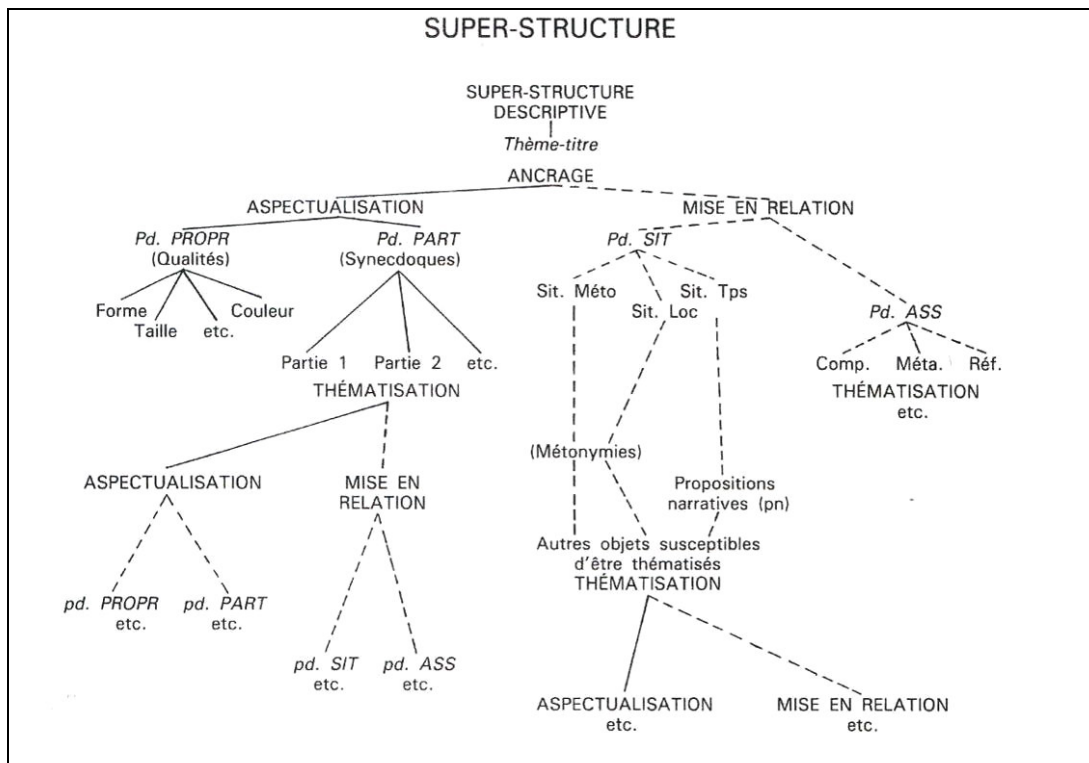 SUPER-STRUCTURE
SUPER-STRUCTURE
DESCRIPTIVE
Thème-titre
ANCRAGE
ASPECTUALISATION
MISE EN RELATION
Pd. PROPR
(Qualités)
Pd. PART
(Synecdoques)
Pd. SIT
Forme
Taille
etc.
Couleur
Sit. Méto
Sit. Loc
Sit. Tps
Pd. ASS
Partie 1
Partie 2
etc.
Comp.
Méta.
Réf.
THÉMATISATION
THÉMATISATION
etc.
ASPECTUALISATION
MISE EN
RELATION
(Métonymies)
Propositions
narratives (pn)
Autres objets susceptibles
d'être thématisés
THÉMATISATION
pd. PROPR
etc.
pd. PART
etc.
pd. SIT
etc.
pd. ASS
etc.
ASPECTUALISATION
etc.
MISE EN RELATION
etc.